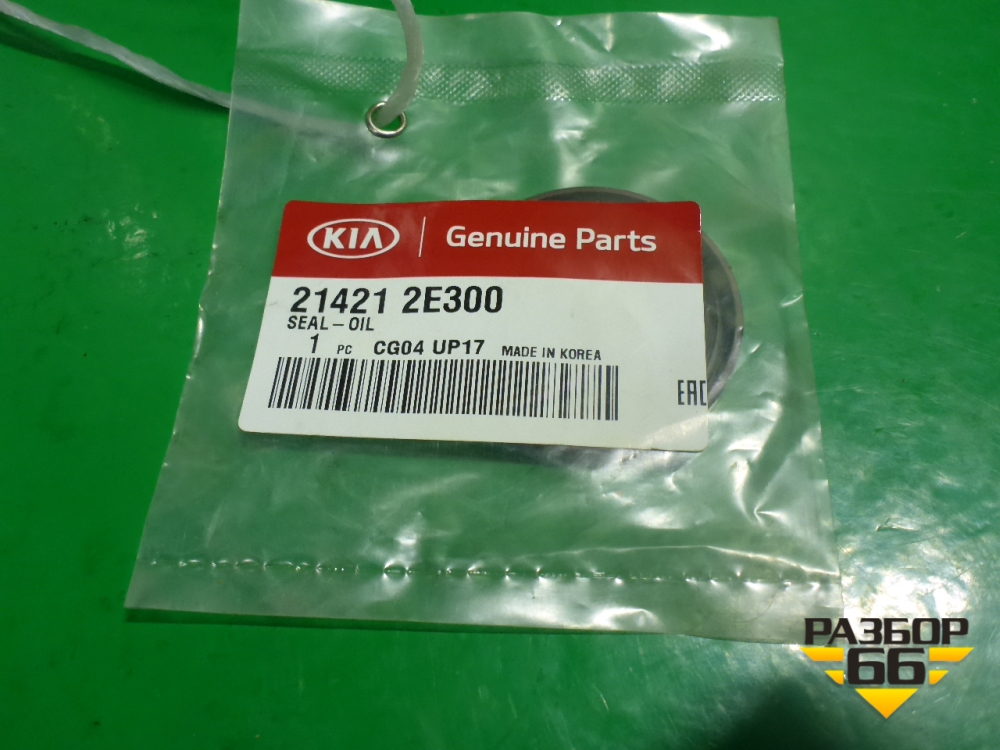 KIA Genuine Parts
21421 2E300
SEAL-OIL
1 PC CG04 UP17 MADE IN KOREA
EAC
РАЗБОР
66